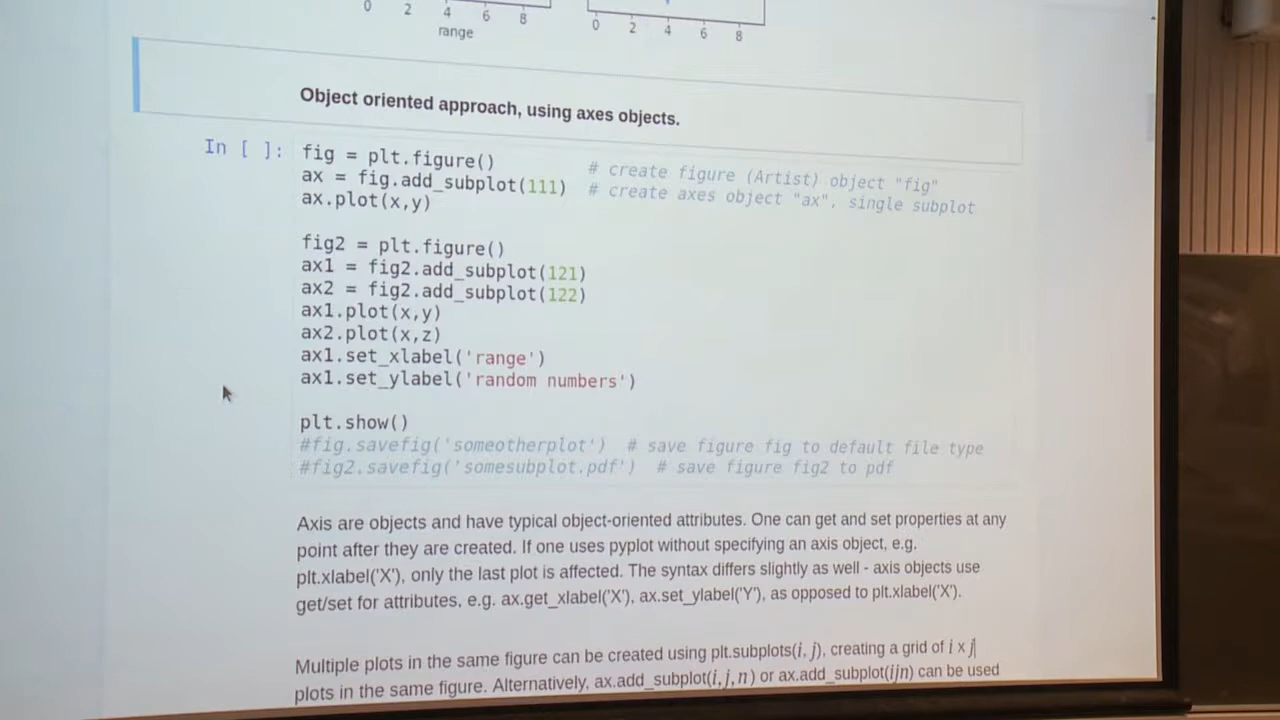 0 2 4 6 8
range
0 2 4 6 8
Object oriented approach, using axes objects.
In [ ]: fig = plt.figure() # create figure (Artist) object "fig"
ax = fig.add_subplot(111) # create axes object "ax", single subplot
ax.plot(x,y)
fig2 = plt.figure()
ax1 = fig2.add_subplot(121)
ax2 = fig2.add_subplot(122)
ax1.plot(x,y)
ax2.plot(x,z)
ax1.set_xlabel('range')
ax1.set_ylabel('random numbers')
plt.show()
#fig.savefig('someotherplot') # save figure fig to default file type
#fig2.savefig('somesubplot.pdf') # save figure fig2 to pdf
Axis are objects and have typical object-oriented attributes. One can get and set properties at any
point after they are created. If one uses pyplot without specifying an axis object, e.g.
plt.xlabel('X'), only the last plot is affected. The syntax differs slightly as well - axis objects use
get/set for attributes, e.g. ax.get_xlabel('X'), ax.set_ylabel('Y'), as opposed to plt.xlabel('X').
Multiple plots in the same figure can be created using plt.subplots(i, j), creating a grid of i x j
plots in the same figure. Alternatively, ax.add_subplot(i, j, n) or ax.add_subplot(ijn) can be used